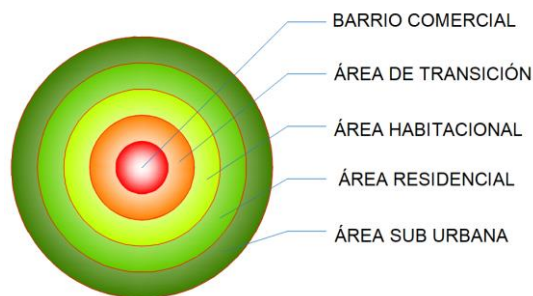 BARRIO COMERCIAL
ÁREA DE TRANSICIÓN
ÁREA HABITACIONAL
ÁREA RESIDENCIAL
ÁREA SUB URBANA